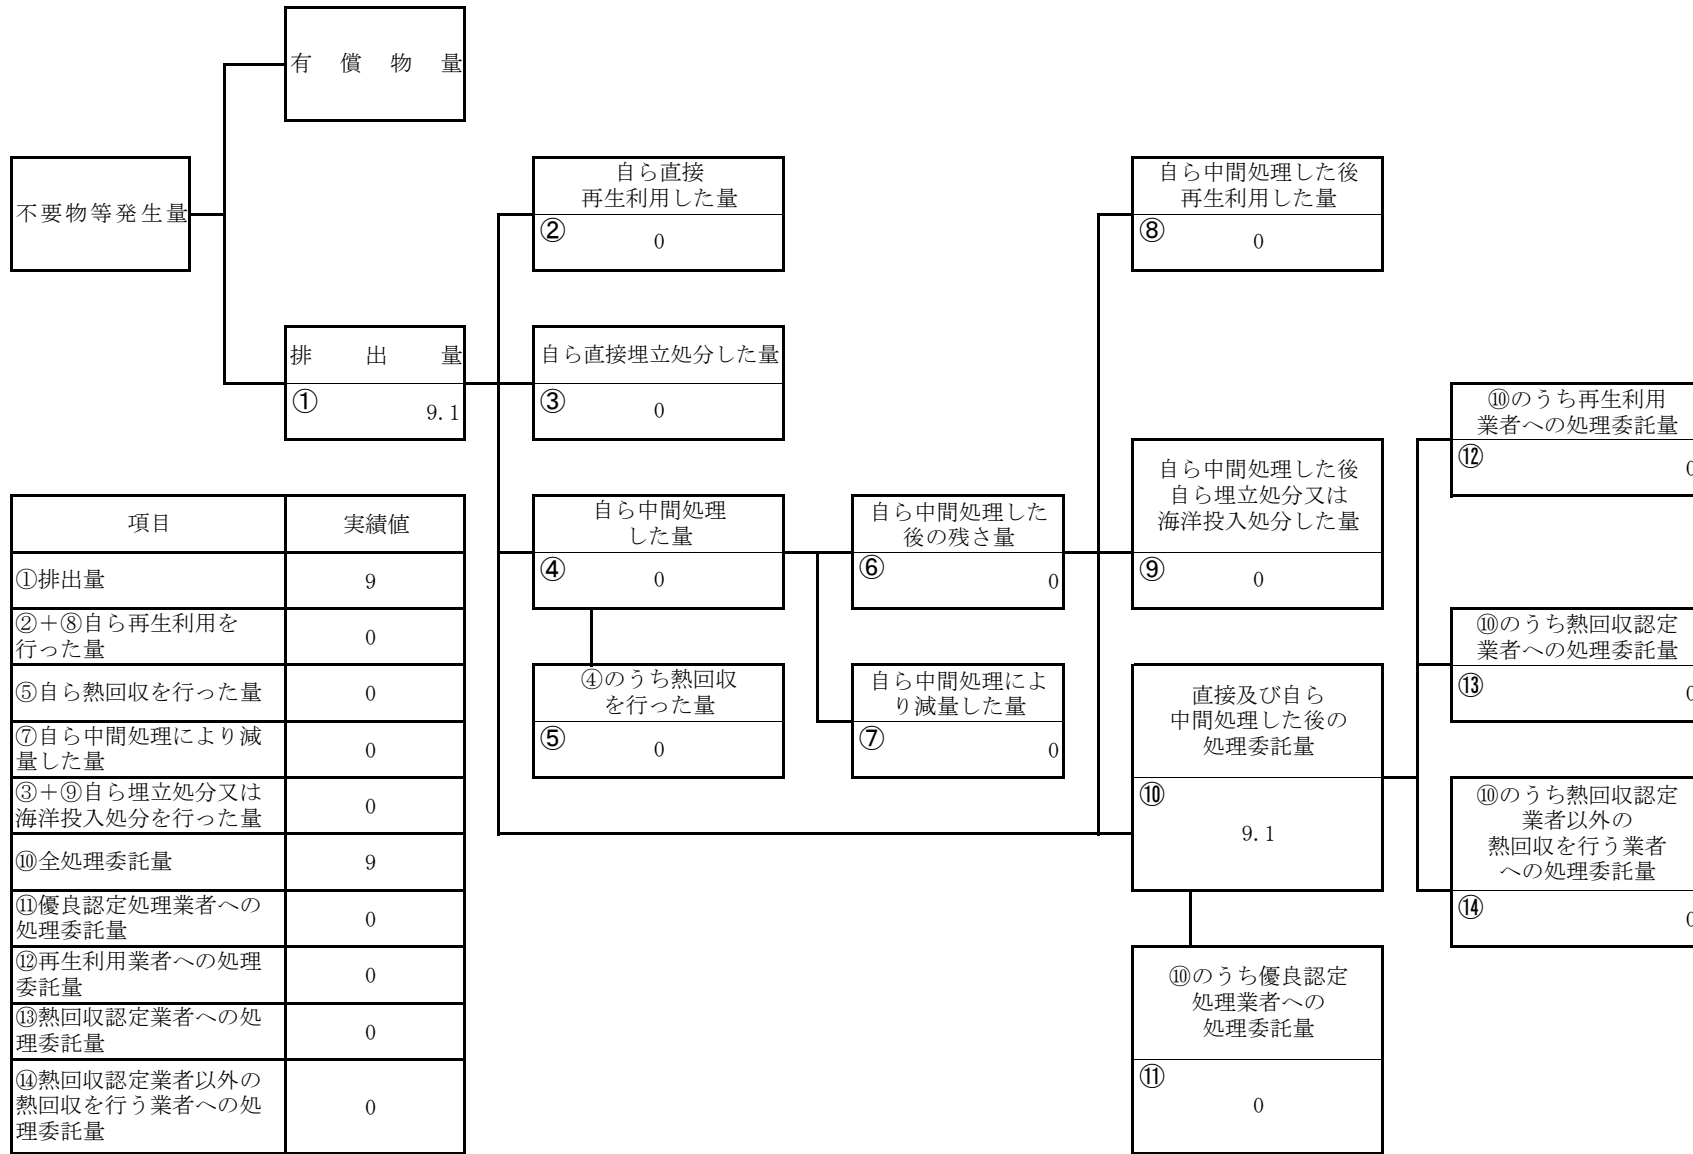 有償物量
不要物等発生量
自ら直接
再生利用した量
②
0
自ら中間処理した後
再生利用した量
⑧
0
排出量
①
9.1
自ら直接埋立処分した量
③
0
⑩のうち再生利用
業者への処理委託量
⑫
0
自ら中間処理
した量
④
0
自ら中間処理した
後の残さ量
⑥
0
自ら中間処理した後
自ら埋立処分又は
海洋投入処分した量
⑨
0
⑩のうち熱回収認定
業者への処理委託量
⑬
0
④のうち熱回収
を行った量
⑤
0
自ら中間処理によ
り減量した量
⑦
0
直接及び自ら
中間処理した後の
処理委託量
⑩
9.1
⑩のうち熱回収認定
業者以外の
熱回収を行う業者
への処理委託量
⑭
0
⑩のうち優良認定
処理業者への
処理委託量
⑪
0
項目 実績値
①排出量 9
②＋⑧自ら再生利用を
行った量 0
⑤自ら熱回収を行った量 0
⑦自ら中間処理により減
量した量 0
③＋⑨自ら埋立処分又は
海洋投入処分を行った量 0
⑩全処理委託量 9
⑪優良認定処理業者への
処理委託量 0
⑫再生利用業者への処理
委託量 0
⑬熱回収認定業者への処
理委託量 0
⑭熱回収認定業者以外の
熱回収を行う業者への処 0
理委託量